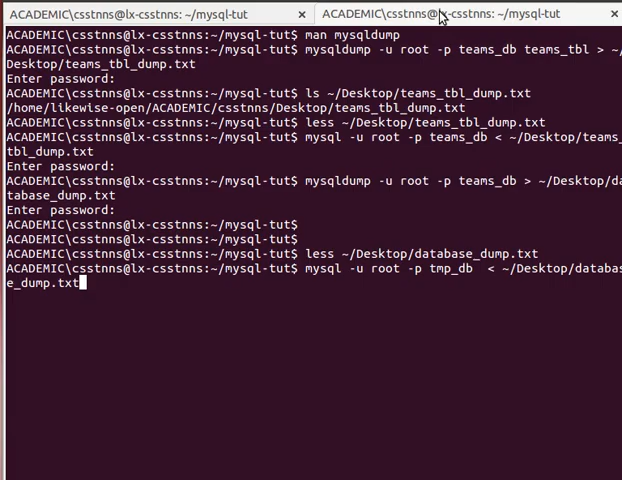 ACADEMIC\csstnns@lx-csstnns: ~/mysql-tut × ACADEMIC\csstnns@lx-csstnns: ~/mysql-tut ×
ACADEMIC\csstnns@lx-csstnns:~/mysql-tut$ man mysqldump
ACADEMIC\csstnns@lx-csstnns:~/mysql-tut$ mysqldump -u root -p teams_db teams_tbl > ~/
Desktop/teams_tbl_dump.txt
Enter password:
ACADEMIC\csstnns@lx-csstnns:~/mysql-tut$ ls ~/Desktop/teams_tbl_dump.txt
/home/likewise-open/ACADEMIC/csstnns/Desktop/teams_tbl_dump.txt
ACADEMIC\csstnns@lx-csstnns:~/mysql-tut$ less ~/Desktop/teams_tbl_dump.txt
ACADEMIC\csstnns@lx-csstnns:~/mysql-tut$ mysql -u root -p teams_db < ~/Desktop/teams_
tbl_dump.txt
Enter password:
ACADEMIC\csstnns@lx-csstnns:~/mysql-tut$ mysqldump -u root -p teams_db > ~/Desktop/da
tabase_dump.txt
Enter password:
ACADEMIC\csstnns@lx-csstnns:~/mysql-tut$
ACADEMIC\csstnns@lx-csstnns:~/mysql-tut$
ACADEMIC\csstnns@lx-csstnns:~/mysql-tut$ less ~/Desktop/database_dump.txt
ACADEMIC\csstnns@lx-csstnns:~/mysql-tut$ mysql -u root -p tmp_db  < ~/Desktop/databas
e_dump.txt